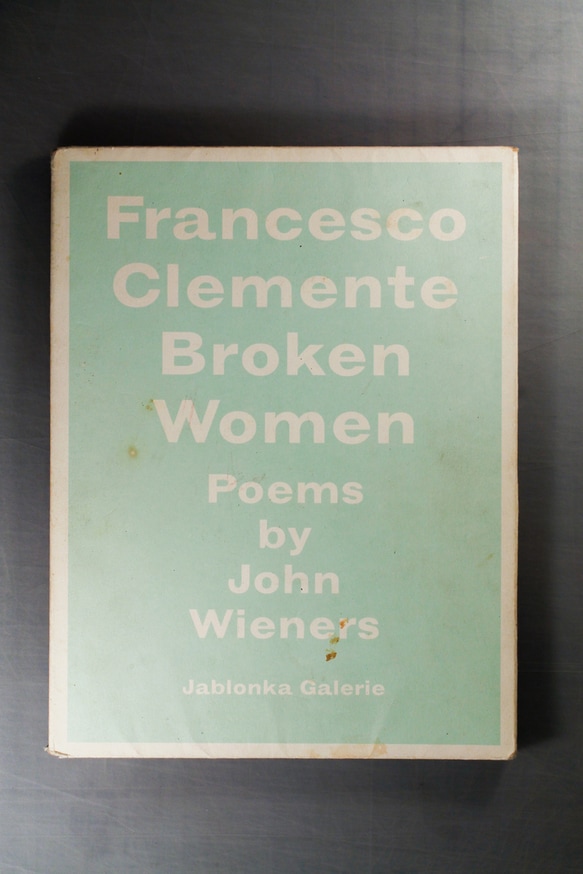 Francesco
Clemente
Broken
Women
Poems
by
John
Wieners
Jablonka Galerie